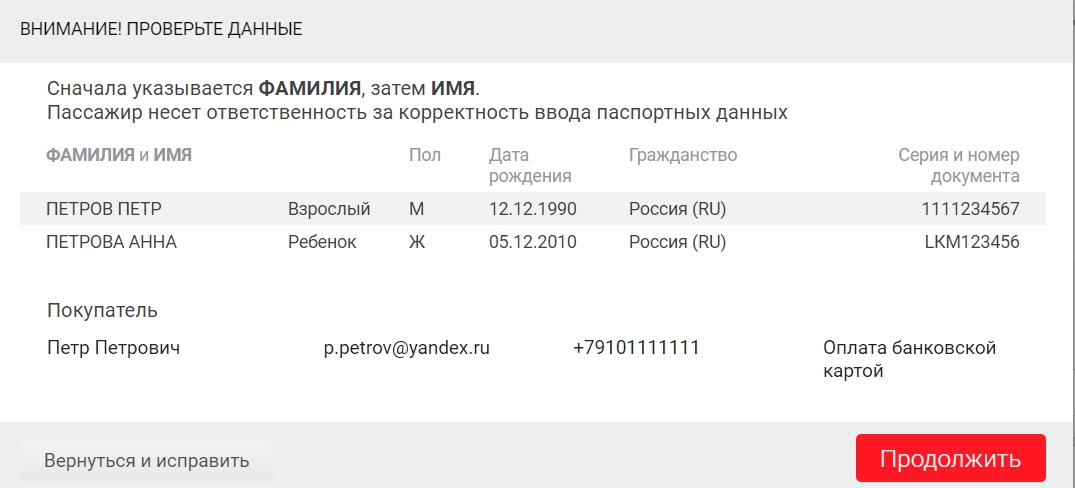 ВНИМАНИЕ! ПРОВЕРЬТЕ ДАННЫЕ
Сначала указывается ФАМИЛИЯ, затем ИМЯ.
Пассажир несет ответственность за корректность ввода паспортных данных
ФАМИЛИЯ и ИМЯ Пол Дата рождения Гражданство Серия и номер документа
ПЕТРОВ ПЕТР Взрослый М 12.12.1990 Россия (RU) 1111234567
ПЕТРОВА АННА Ребенок Ж 05.12.2010 Россия (RU) LKM123456
Покупатель
Петр Петрович p.petrov@yandex.ru +79101111111 Оплата банковской картой
Вернуться и исправить Продолжить